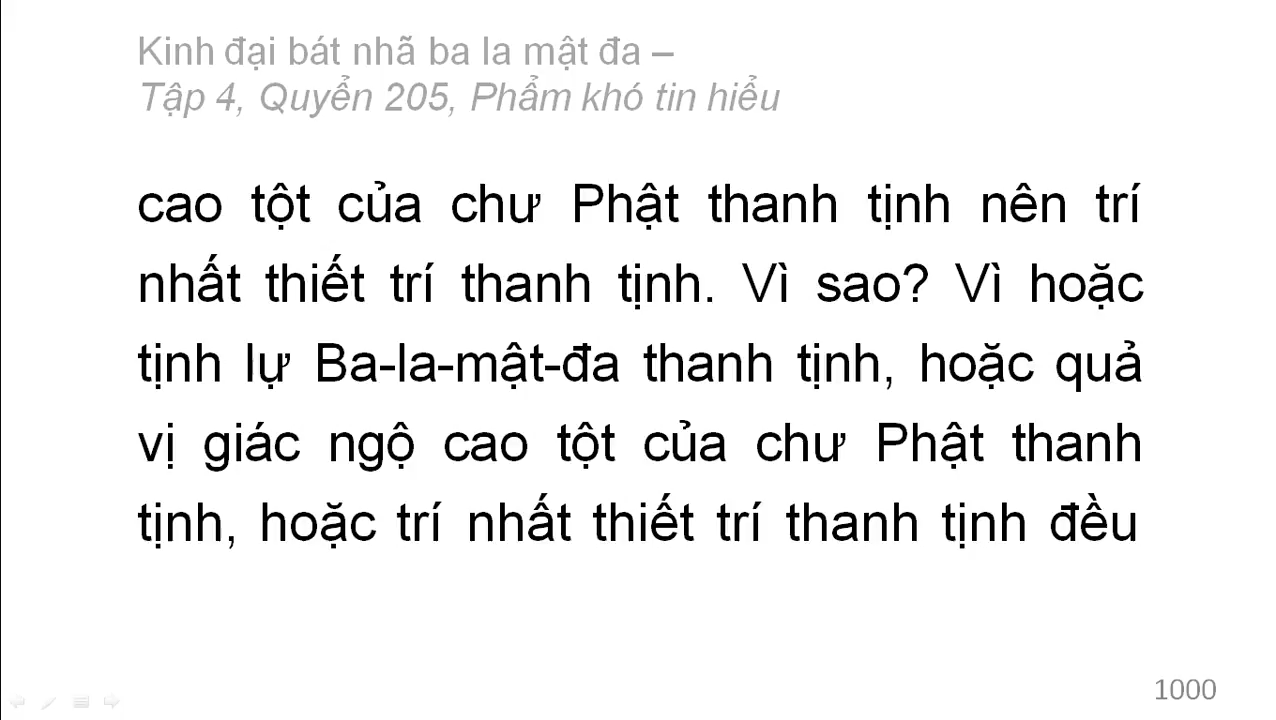 Kinh đại bát nhã ba la mật đa –
Tập 4, Quyển 205, Phẩm khó tin hiểu
cao tột của chư Phật thanh tịnh nên trí
nhất thiết trí thanh tịnh. Vì sao? Vì hoặc
tịnh lự Ba-la-mật-đa thanh tịnh, hoặc quả
vị giác ngộ cao tột của chư Phật thanh
tịnh, hoặc trí nhất thiết trí thanh tịnh đều
1000